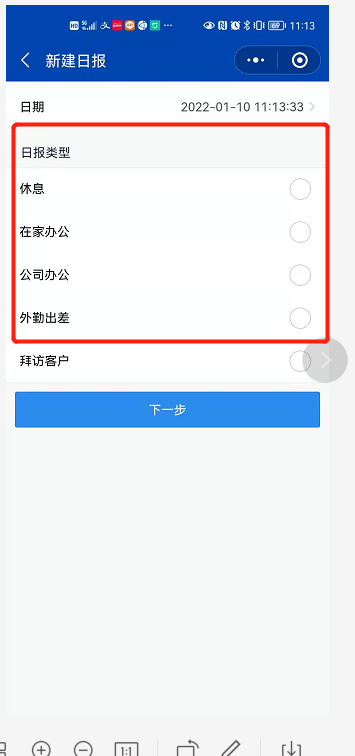 11:13
新建日报
日期 2022-01-10 11:13:33
日报类型
休息
在家办公
公司办公
外勤出差
拜访客户
下一步
1:1